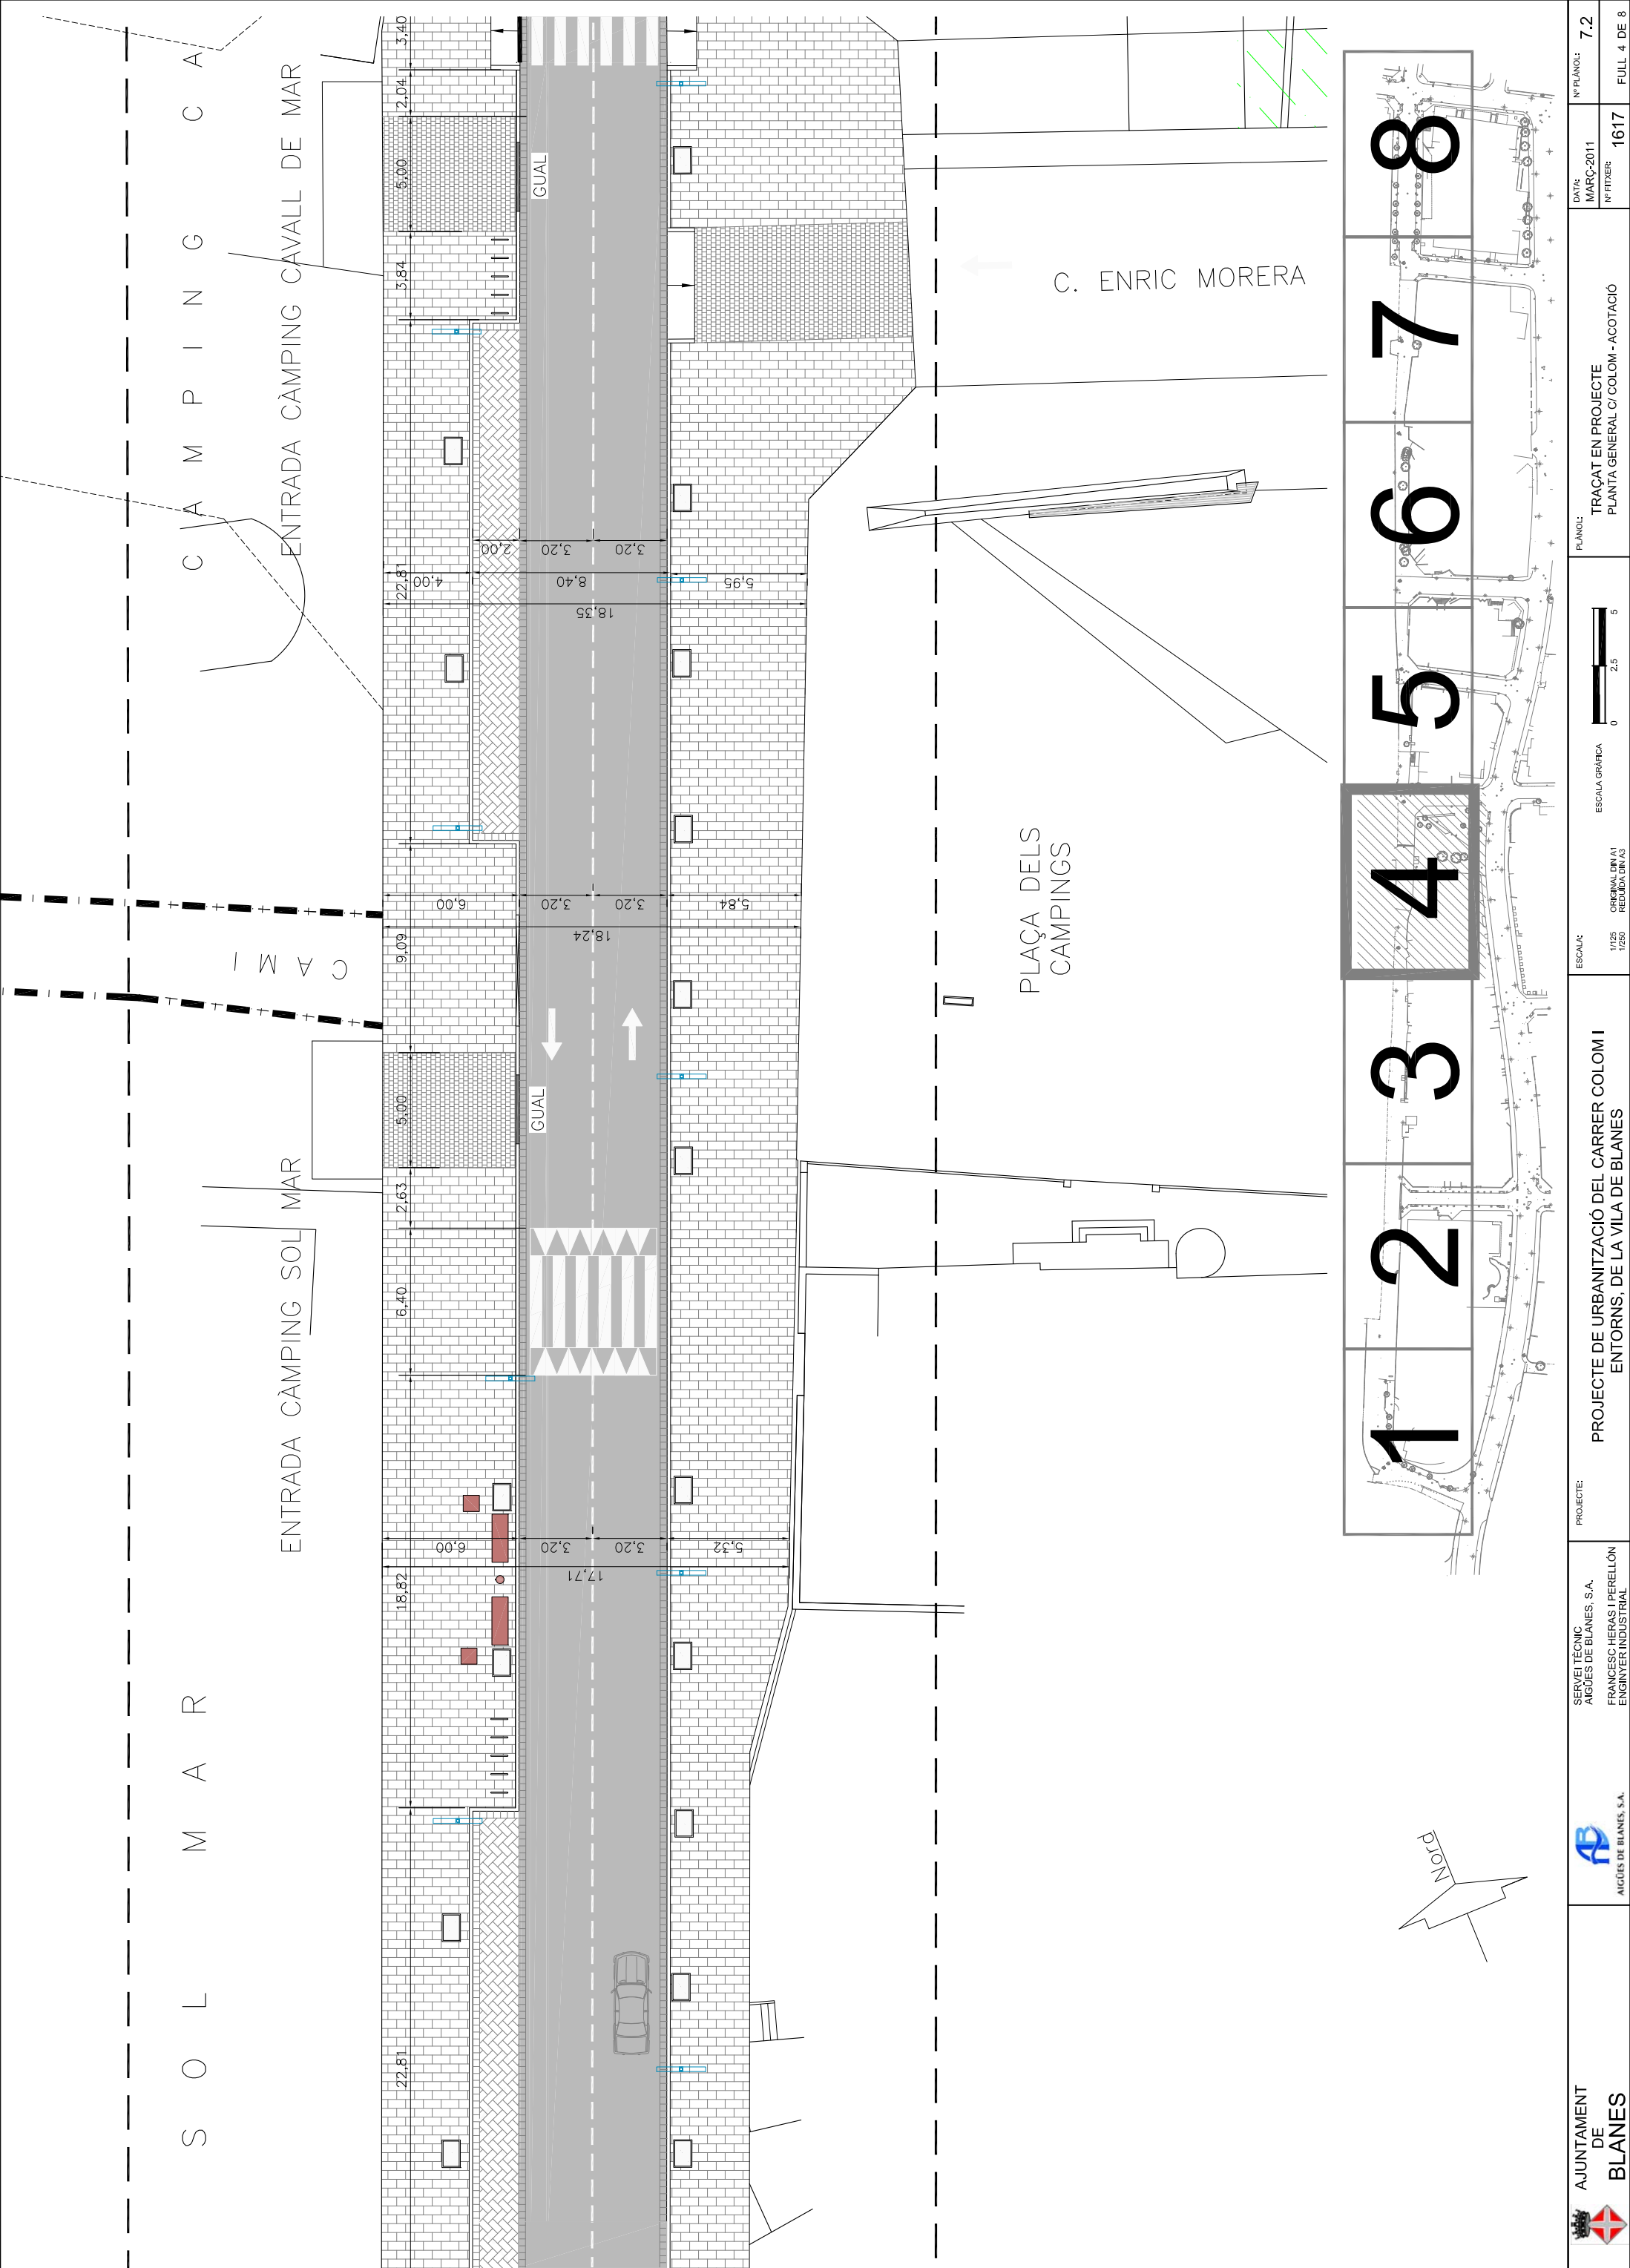 SOL MAR
CAMPING CA
ENTRADA CÀMPING SOL MAR
ENTRADA CÀMPING CAVALL DE MAR
CAMI
22,81
18,82
6,40
2,63
5,00
9,09
22,81
3,84
5,00
2,04
3,40
6,00
3,20
3,20
5,32
17,71
6,00
3,20
3,20
5,84
18,24
2,00
3,20
3,20
4,00
8,40
5,95
18,35
GUAL
GUAL
PLAÇA DELS
CAMPINGS
C. ENRIC MORERA
Nord
1
2
3
4
5
6
7
8
AJUNTAMENT
DE
BLANES
AIGÜES DE BLANES, S.A.
SERVEI TÈCNIC
AIGÜES DE BLANES, S.A.
FRANCESC HERAS I PERELLÓN
ENGINYER INDUSTRIAL
PROJECTE:
PROJECTE DE URBANITZACIÓ DEL CARRER COLOM I
ENTORNS, DE LA VILA DE BLANES
ESCALA:
1/125 ORIGINAL DIN A1
1/250 REDUÏDA DIN A3
ESCALA GRÀFICA
0 2.5 5
PLÀNOL:
TRAÇAT EN PROJECTE
PLANTA GENERAL C/ COLOM - ACOTACIÓ
DATA:
MARÇ-2011
Nº FITXER:
1617
Nº PLÀNOL:
7.2
FULL 4 DE 8